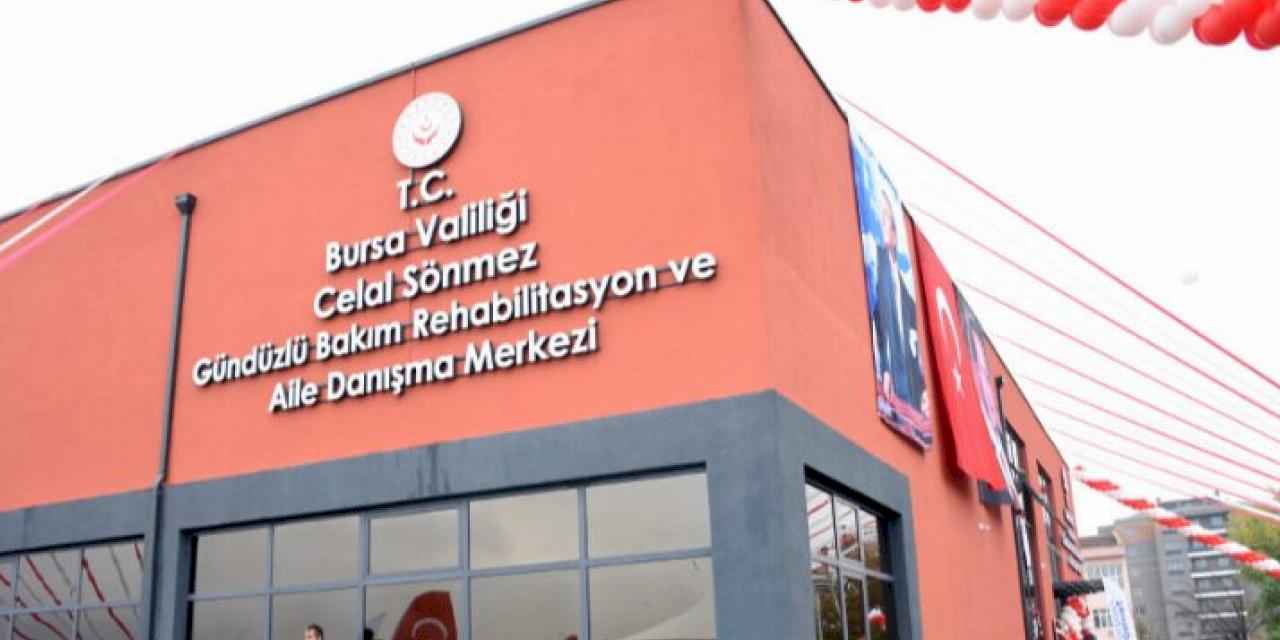 T.C.
Bursa Valiliği
Celal Sönmez
Gündüzlü Bakım Rehabilitasyon ve
Aile Danışma Merkezi